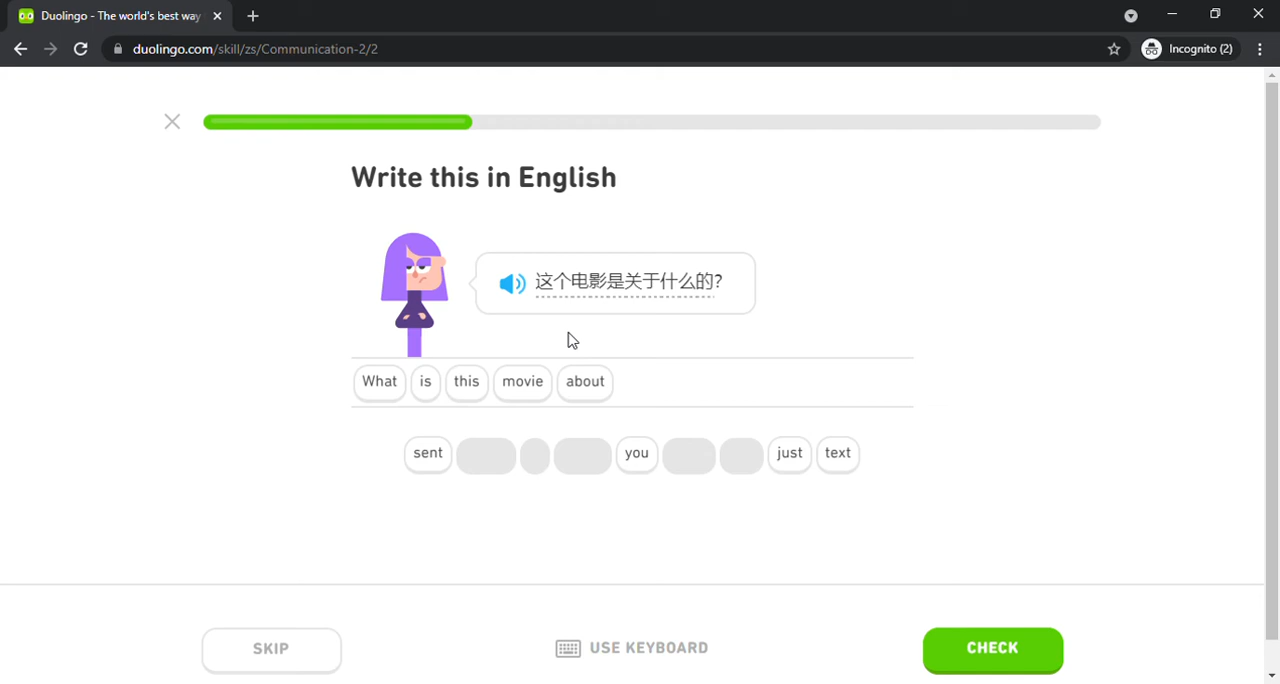 Duolingo - The world's best way
duolingo.com/skill/zs/Communication-2/2
Incognito (2)
Write this in English
这个电影是关于什么的?
What is this movie about
sent you just text
SKIP
USE KEYBOARD
CHECK